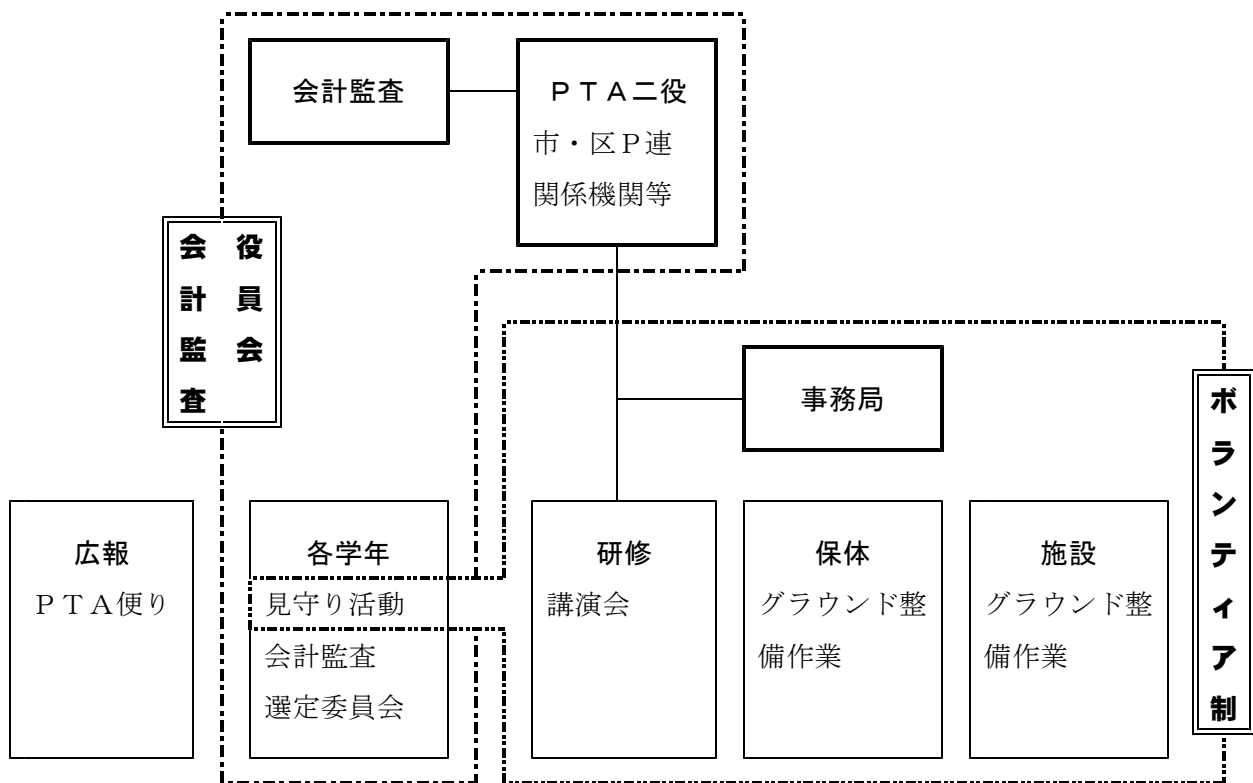 会計監査
ＰＴＡ二役
市・区Ｐ連
関係機関等
役員会
会計監査
事務局
ボランティア制
広報
ＰＴＡ便り
各学年
見守り活動
会計監査
選定委員会
研修
講演会
保体
グラウンド整
備作業
施設
グラウンド整
備作業